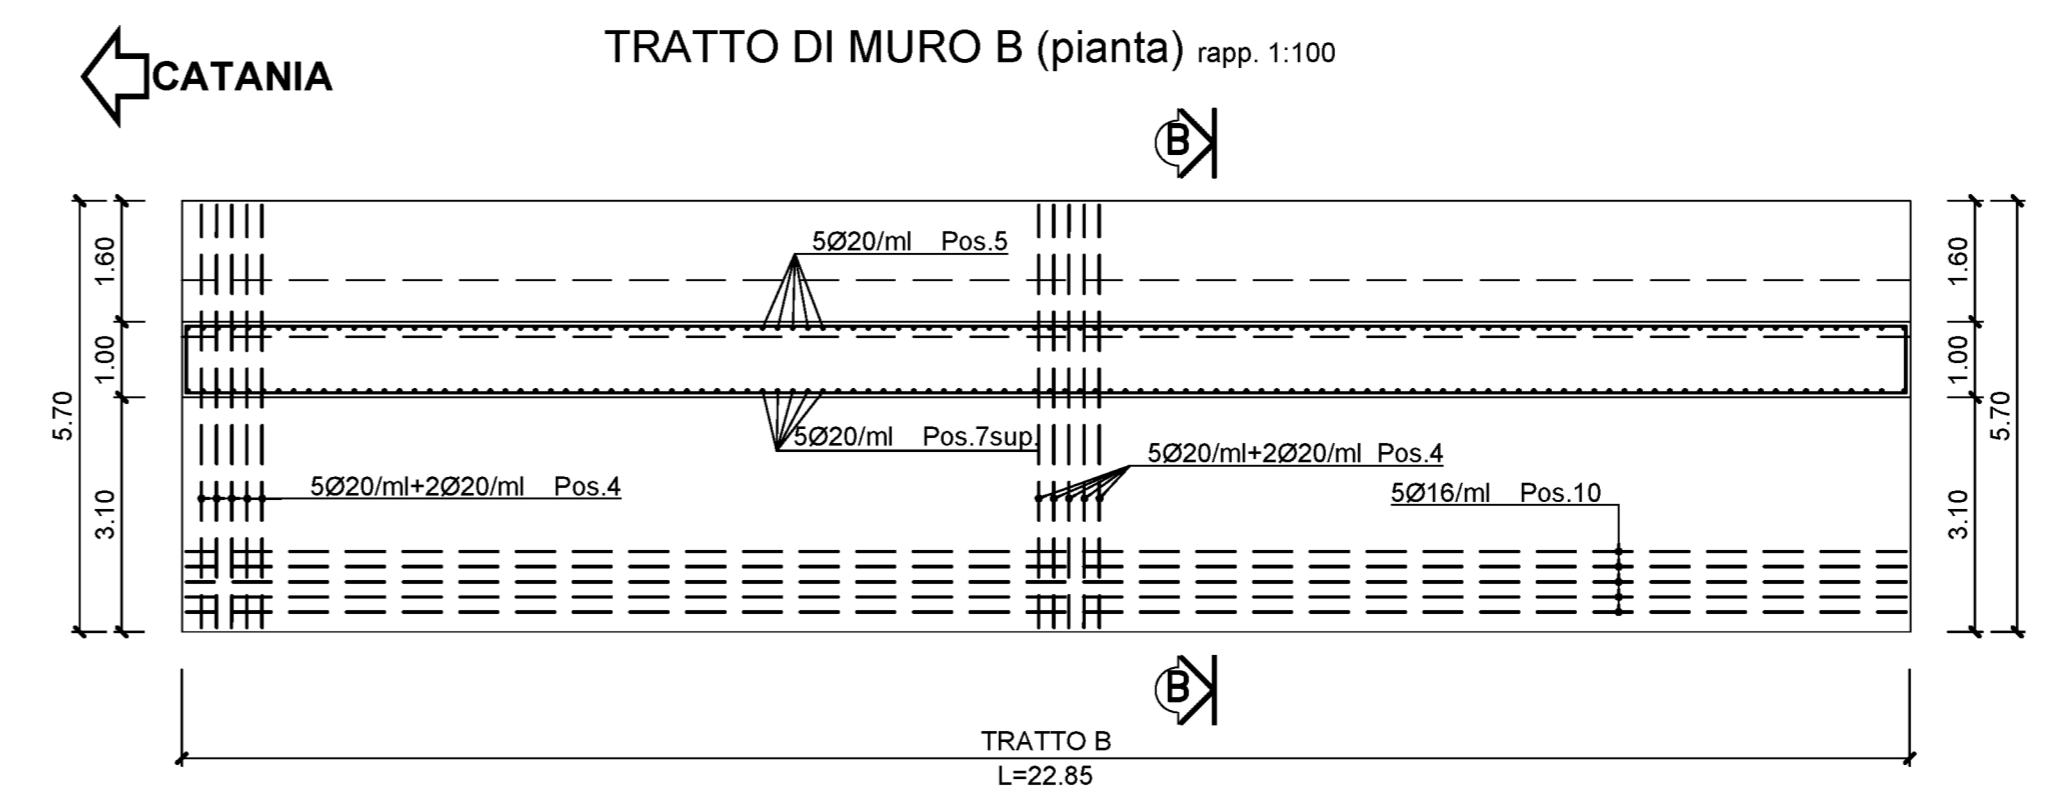 TRATTO DI MURO B (pianta) rapp. 1:100
CATANIA
B
5Ø20/ml Pos.5
1.60
1.60
1.00
1.00
5.70
5.70
5Ø20/ml Pos.7sup.
5Ø20/ml+2Ø20/ml Pos.4
5Ø20/ml+2Ø20/ml Pos.4
5Ø16/ml Pos.10
3.10
3.10
B
TRATTO B
L=22.85